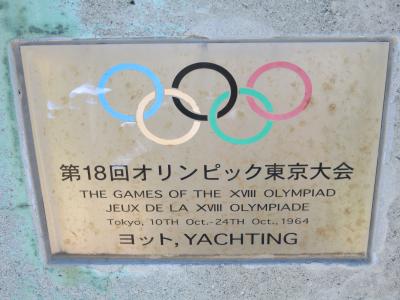 第18回オリンピック東京大会
THE GAMES OF THE XVIII OLYMPIAD
JEUX DE LA XVIII OLYMPIADE
Tokyo, 10TH Oct.-24TH Oct., 1964
ヨット, YACHTING